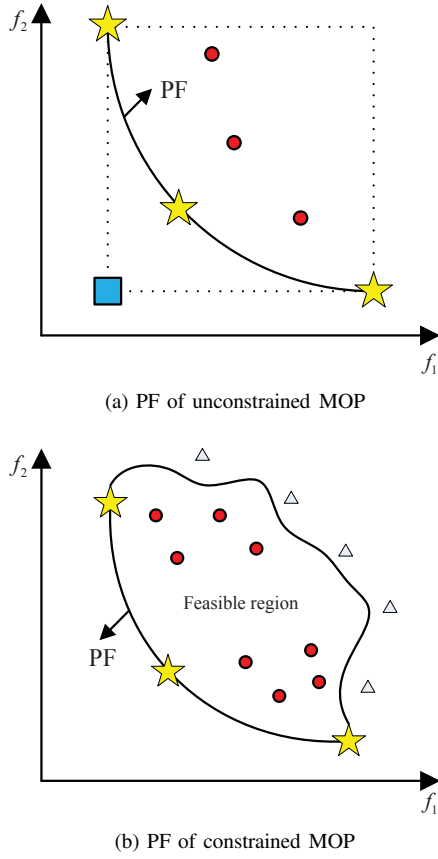 f₂
PF
f₁
(a) PF of unconstrained MOP
f₂
Feasible region
PF
f₁
(b) PF of constrained MOP